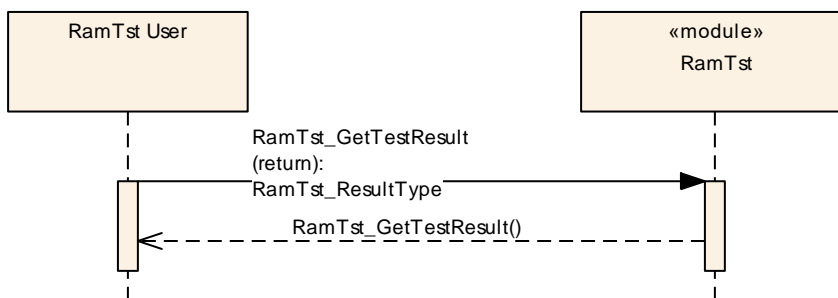 RamTst User
«module»
RamTst
RamTst_GetTestResult
(return):
RamTst_ResultType
RamTst_GetTestResult()